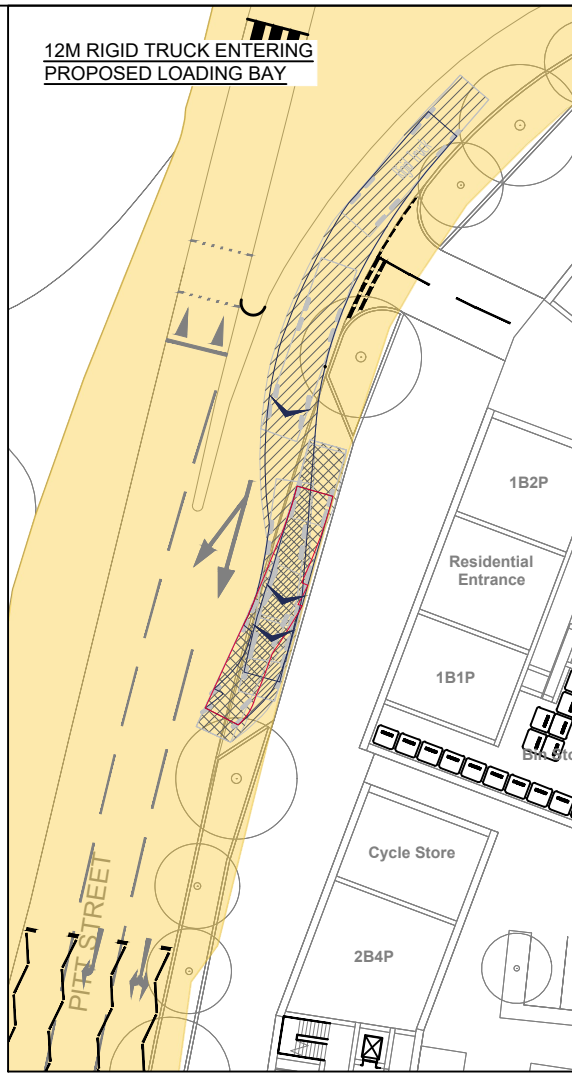 12M RIGID TRUCK ENTERING
PROPOSED LOADING BAY
1B2P
Residential
Entrance
1B1P
Cycle Store
2B4P
PITT STREET